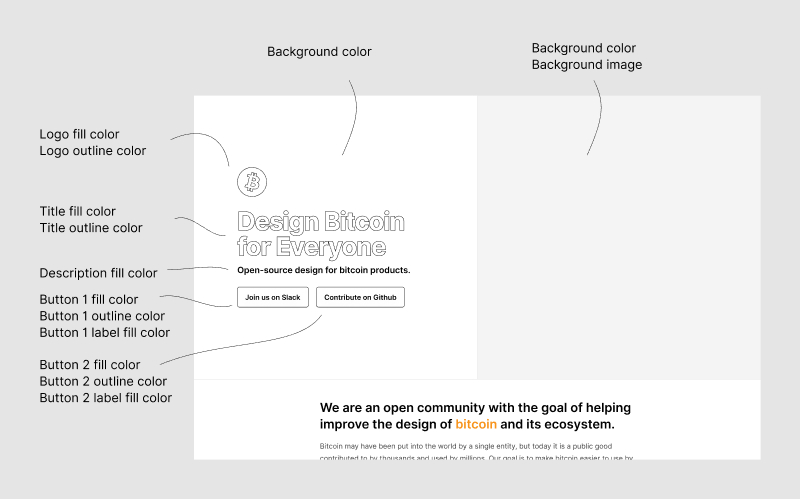 Background color
Background color
Background image
Logo fill color
Logo outline color
Title fill color
Title outline color
Design Bitcoin
for Everyone
Description fill color
Open-source design for bitcoin products.
Button 1 fill color
Button 1 outline color
Button 1 label fill color
Join us on Slack
Contribute on Github
Button 2 fill color
Button 2 outline color
Button 2 label fill color
We are an open community with the goal of helping
improve the design of bitcoin and its ecosystem.
Bitcoin may have been put into the world by a single entity, but today it is a public good
contributed to by thousands and used by millions. Our goal is to make bitcoin easier to use by